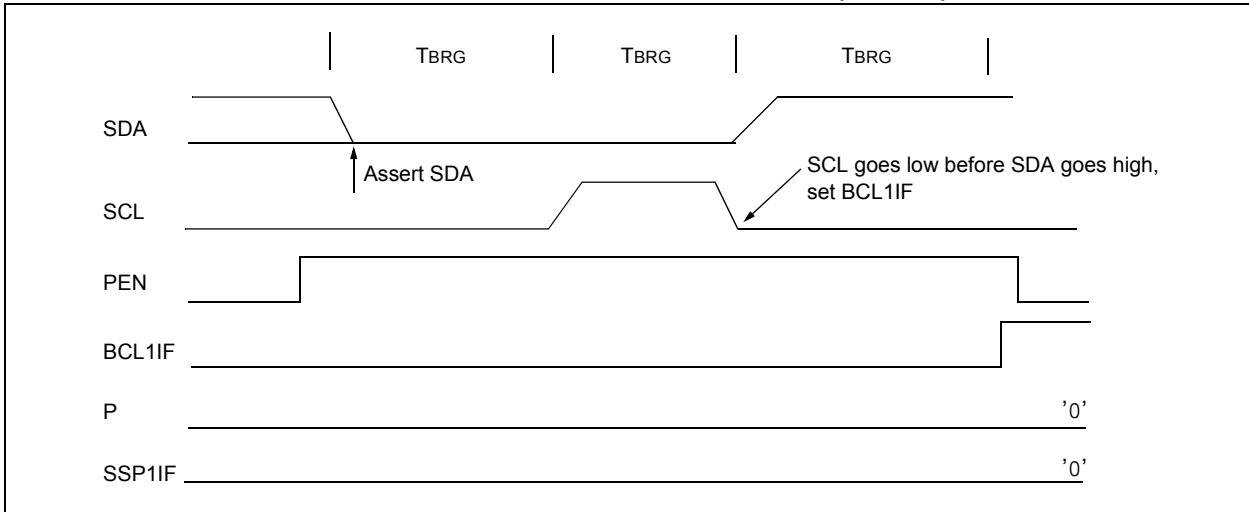 TBRG TBRG TBRG
SDA
Assert SDA
SCL goes low before SDA goes high,
set BCL1IF
SCL
PEN
BCL1IF
P '0'
SSP1IF '0'